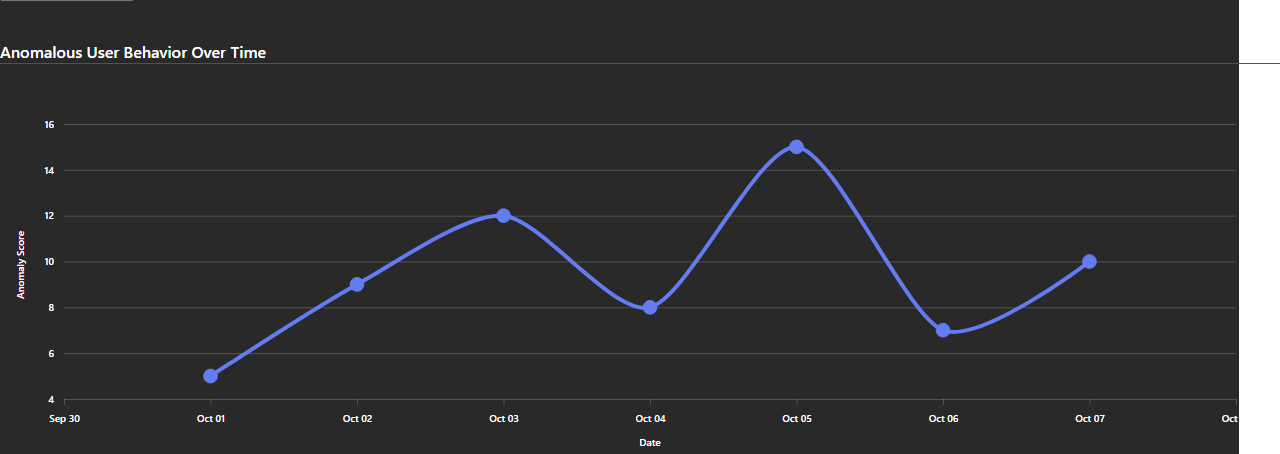 Anomalous User Behavior Over Time
16
14
12
10
8
6
4
Anomaly Score
Sep 30 Oct 01 Oct 02 Oct 03 Oct 04 Oct 05 Oct 06 Oct 07 Oct
Date